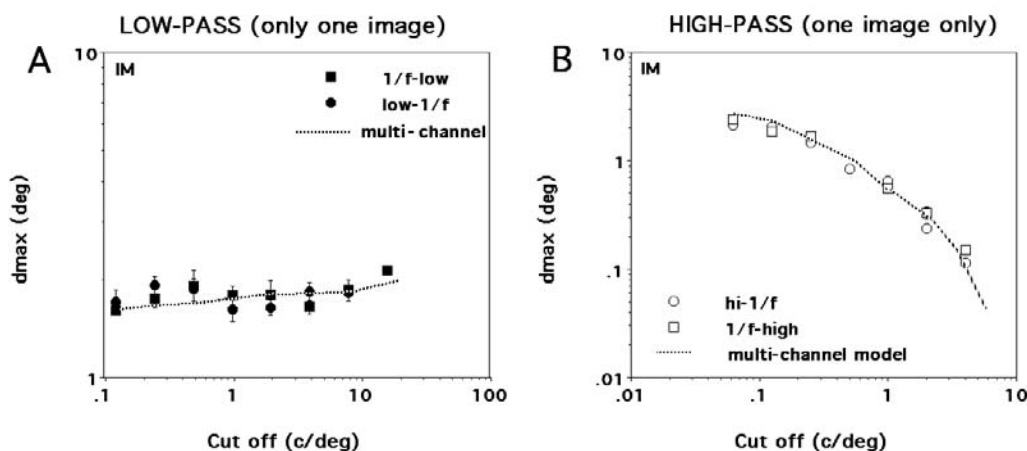 LOW-PASS (only one image)
A
IM
1/f-low
low-1/f
multi-channel
10
1
dmax (deg)
.1
1
10
100
Cut off (c/deg)
HIGH-PASS (one image only)
B
IM
10
1
.1
.01
dmax (deg)
hi-1/f
1/f-high
multi-channel model
.01
.1
1
10
Cut off (c/deg)